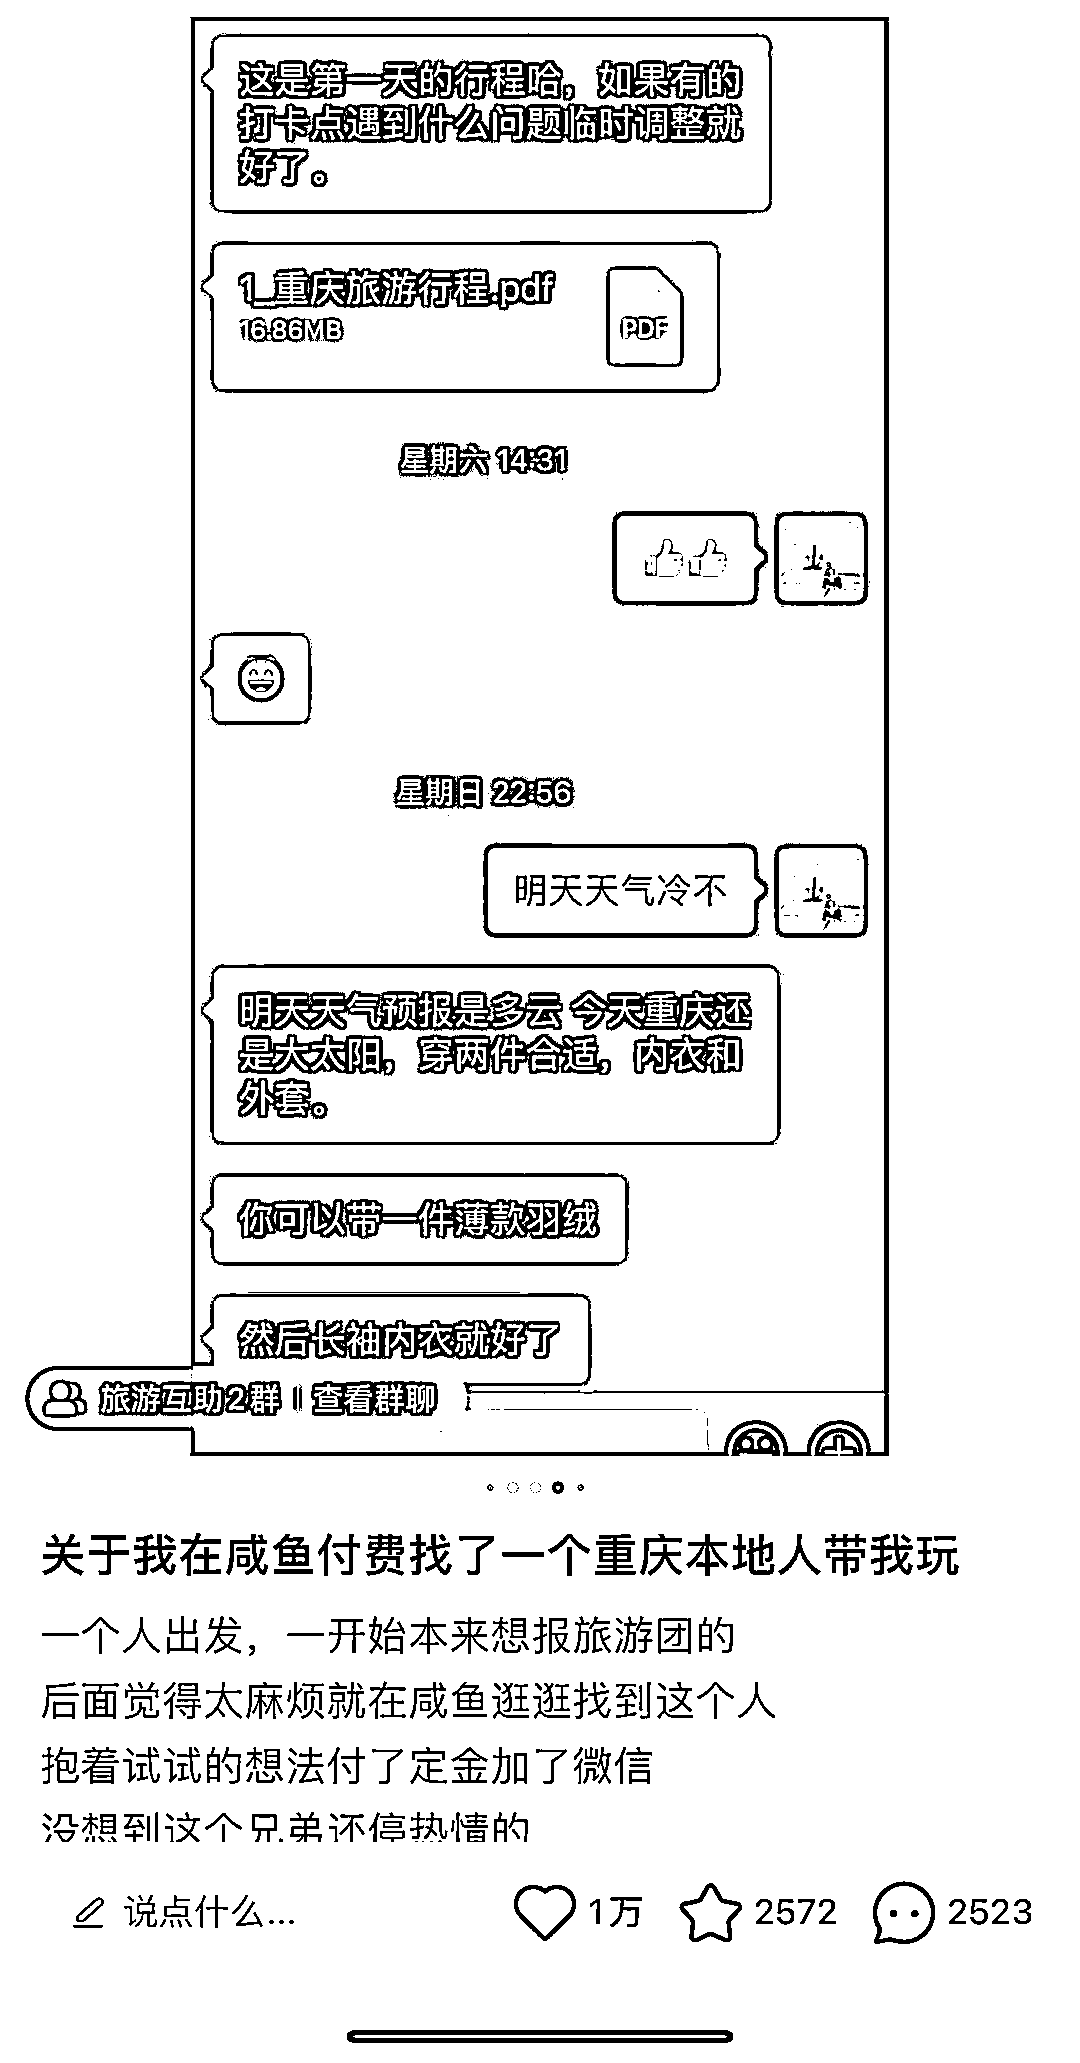 这是第一天的行程哈，如果有的
打卡点遇到什么问题临时调整就
好了。
1_重庆旅游行程.pdf
16.86MB
PDF
星期六 14:31
星期日 22:56
明天天气冷不
明天天气预报是多云 今天重庆还
是大太阳，穿两件合适，内衣和
外套。
你可以带一件薄款羽绒
然后长袖内衣就好了
旅游互助2群 | 查看群聊
关于我在咸鱼付费找了一个重庆本地人带我玩
一个人出发，一开始本来想报旅游团的
后面觉得太麻烦就在咸鱼逛逛找到这个人
抱着试试的想法付了定金加了微信
没想到这个兄弟还停热情的
说点什么...
1万
2572
2523